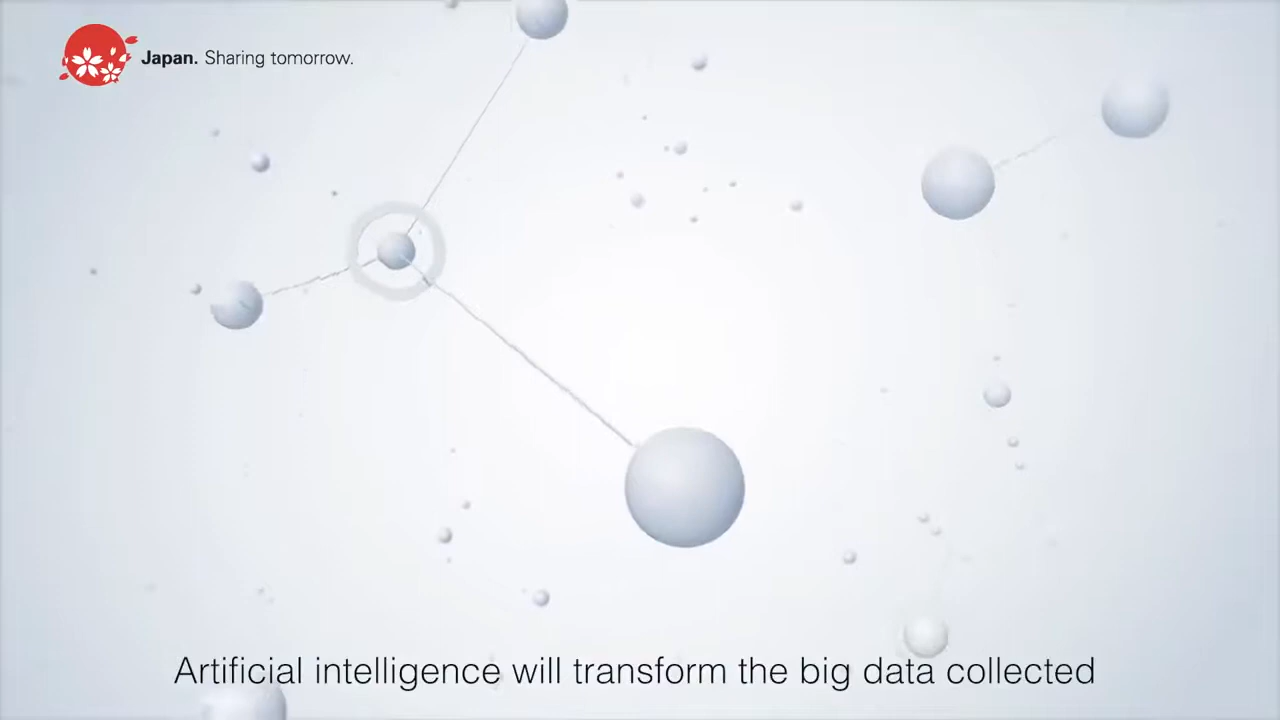 Japan. Sharing tomorrow.
Artificial intelligence will transform the big data collected